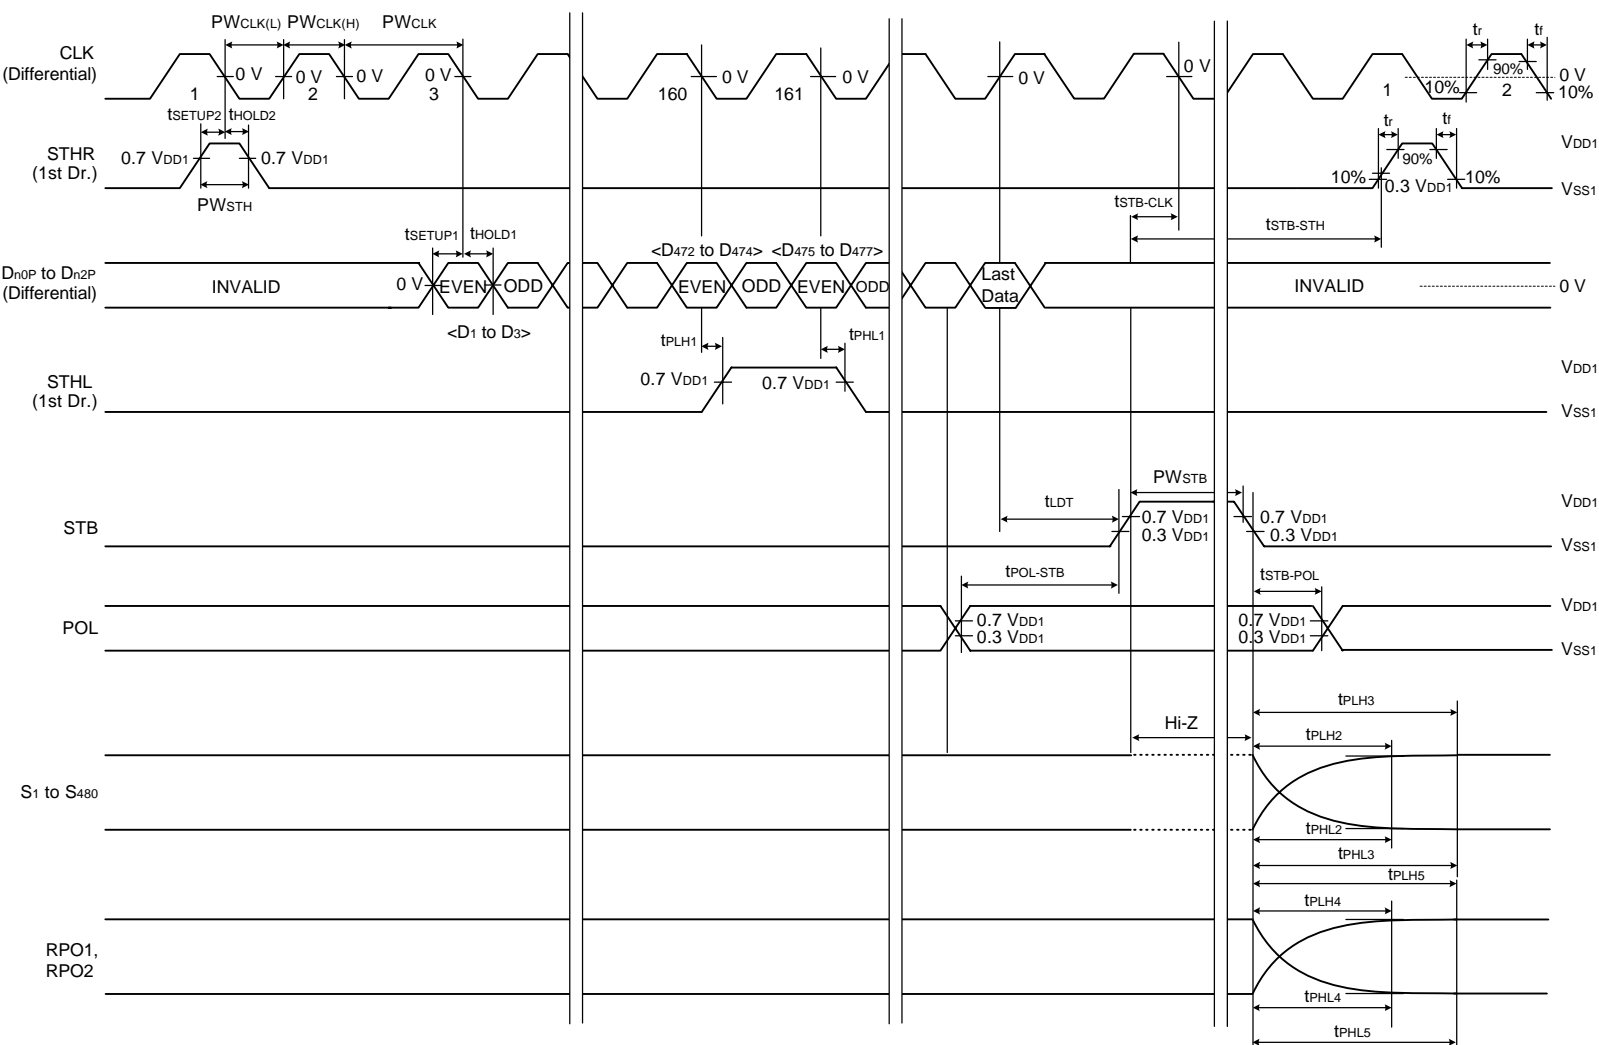 PWCLK(L) PWCLK(H) PWCLK
tr tf
CLK
(Differential)
0 V 0 V 0 V 0 V 0 V 0 V 0 V 0 V 90% 0 V
1 2 3 160 161 1 10% 2 10%
tSETUP2 tHOLD2
tr tf
STHR
(1st Dr.)
0.7 VDD1 0.7 VDD1
VDD1
90%
10% 10%
0.3 VDD1
VSS1
PWSTH
tSTB-CLK
tSTB-STH
tSETUP1 tHOLD1
<D472 to D474> <D475 to D477>
Dn0P to Dn2P
(Differential)
INVALID 0 V EVEN ODD EVEN ODD EVEN ODD Last
Data
INVALID 0 V
<D1 to D3>
tPLH1 tPHL1
STHL
(1st Dr.)
0.7 VDD1 0.7 VDD1
VDD1
VSS1
PWSTB
tLDT
STB
0.7 VDD1 0.7 VDD1
0.3 VDD1 0.3 VDD1
VDD1
VSS1
tPOL-STB tSTB-POL
POL
0.7 VDD1 0.7 VDD1
0.3 VDD1 0.3 VDD1
VDD1
VSS1
tPLH3
Hi-Z
tPLH2
S1 to S480
tPHL2
tPHL3
tPLH5
tPLH4
RPO1,
RPO2
tPHL4
tPHL5